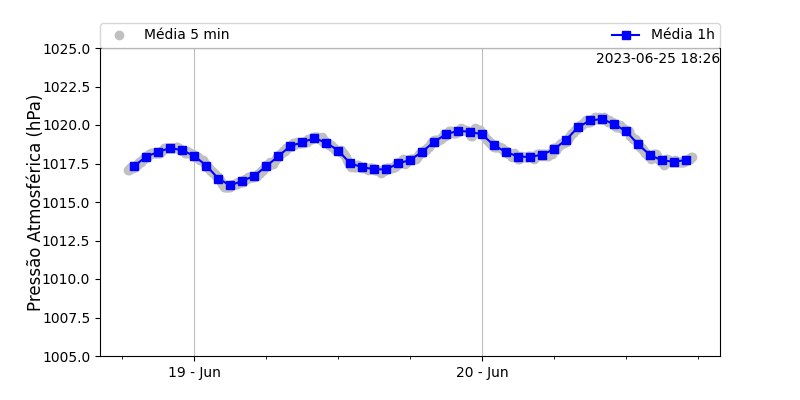 Média 5 min
Média 1h
2023-06-25 18:26
Pressão Atmosférica (hPa)
1025.0
1022.5
1020.0
1017.5
1015.0
1012.5
1010.0
1007.5
1005.0
19 - Jun
20 - Jun